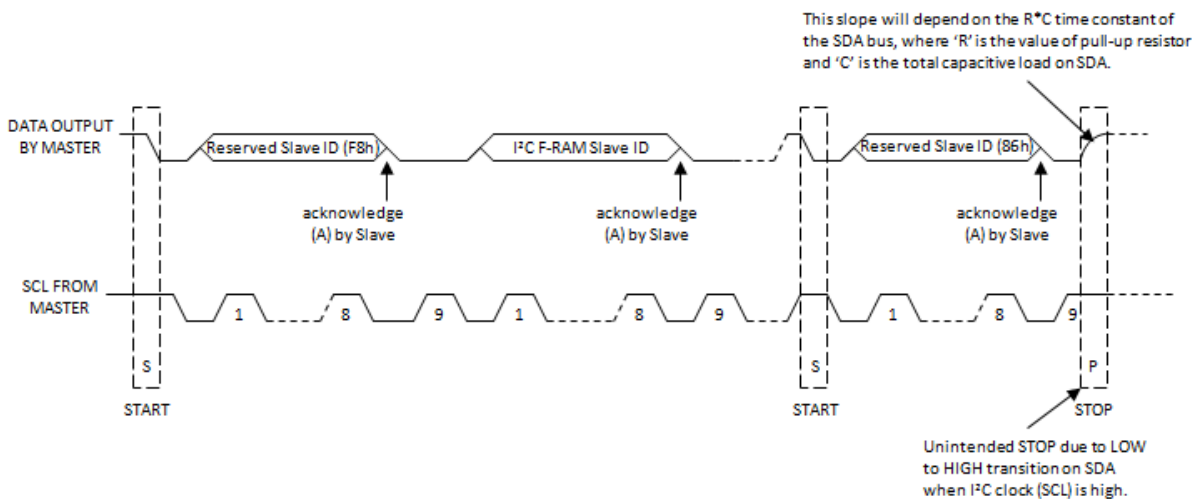 This slope will depend on the R*C time constant of
the SDA bus, where 'R' is the value of pull-up resistor
and 'C' is the total capacitive load on SDA.
DATA OUTPUT
BY MASTER
Reserved Slave ID (F8h)
I²C F-RAM Slave ID
Reserved Slave ID (86h)
acknowledge
(A) by Slave
acknowledge
(A) by Slave
acknowledge
(A) by Slave
SCL FROM
MASTER
1 8 9 1 8 9 1 8 9
S S P
START START STOP
Unintended STOP due to LOW
to HIGH transition on SDA
when I²C clock (SCL) is high.